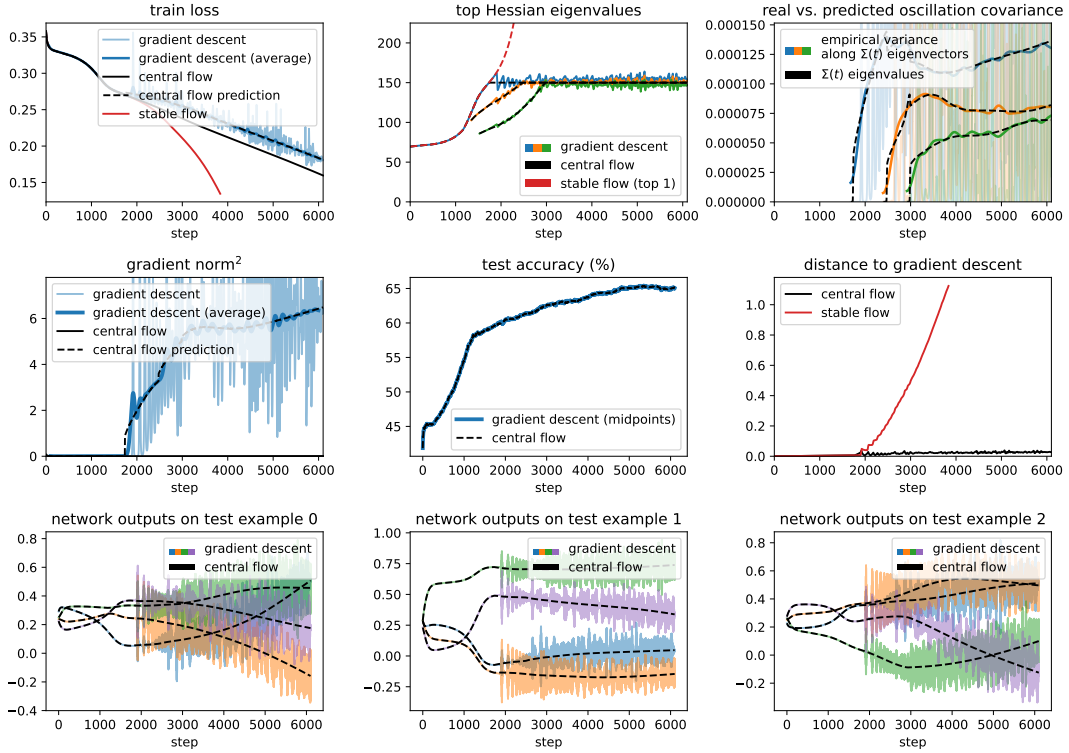 train loss
0.35
0.30
0.25
0.20
0.15
gradient descent
gradient descent (average)
central flow
central flow prediction
stable flow
0 1000 2000 3000 4000 5000 6000
step
top Hessian eigenvalues
250
200
150
100
50
0
gradient descent
central flow
stable flow (top 1)
0 1000 2000 3000 4000 5000 6000
step
real vs. predicted oscillation covariance
0.000150
0.000125
0.000100
0.000075
0.000050
0.000025
0.000000
empirical variance
along Σ(t) eigenvectors
Σ(t) eigenvalues
0 1000 2000 3000 4000 5000 6000
step
gradient norm²
6
4
2
0
gradient descent
gradient descent (average)
central flow
central flow prediction
0 1000 2000 3000 4000 5000 6000
step
test accuracy (%)
65
60
55
50
45
gradient descent (midpoints)
central flow
0 1000 2000 3000 4000 5000 6000
step
distance to gradient descent
1.0
0.8
0.6
0.4
0.2
0.0
central flow
stable flow
0 1000 2000 3000 4000 5000 6000
step
network outputs on test example 0
0.8
0.6
0.4
0.2
0.0
−0.2
−0.4
gradient descent
central flow
0 1000 2000 3000 4000 5000 6000
step
network outputs on test example 1
1.00
0.75
0.50
0.25
0.00
−0.25
gradient descent
central flow
0 1000 2000 3000 4000 5000 6000
step
network outputs on test example 2
0.8
0.6
0.4
0.2
0.0
−0.2
gradient descent
central flow
0 1000 2000 3000 4000 5000 6000
step